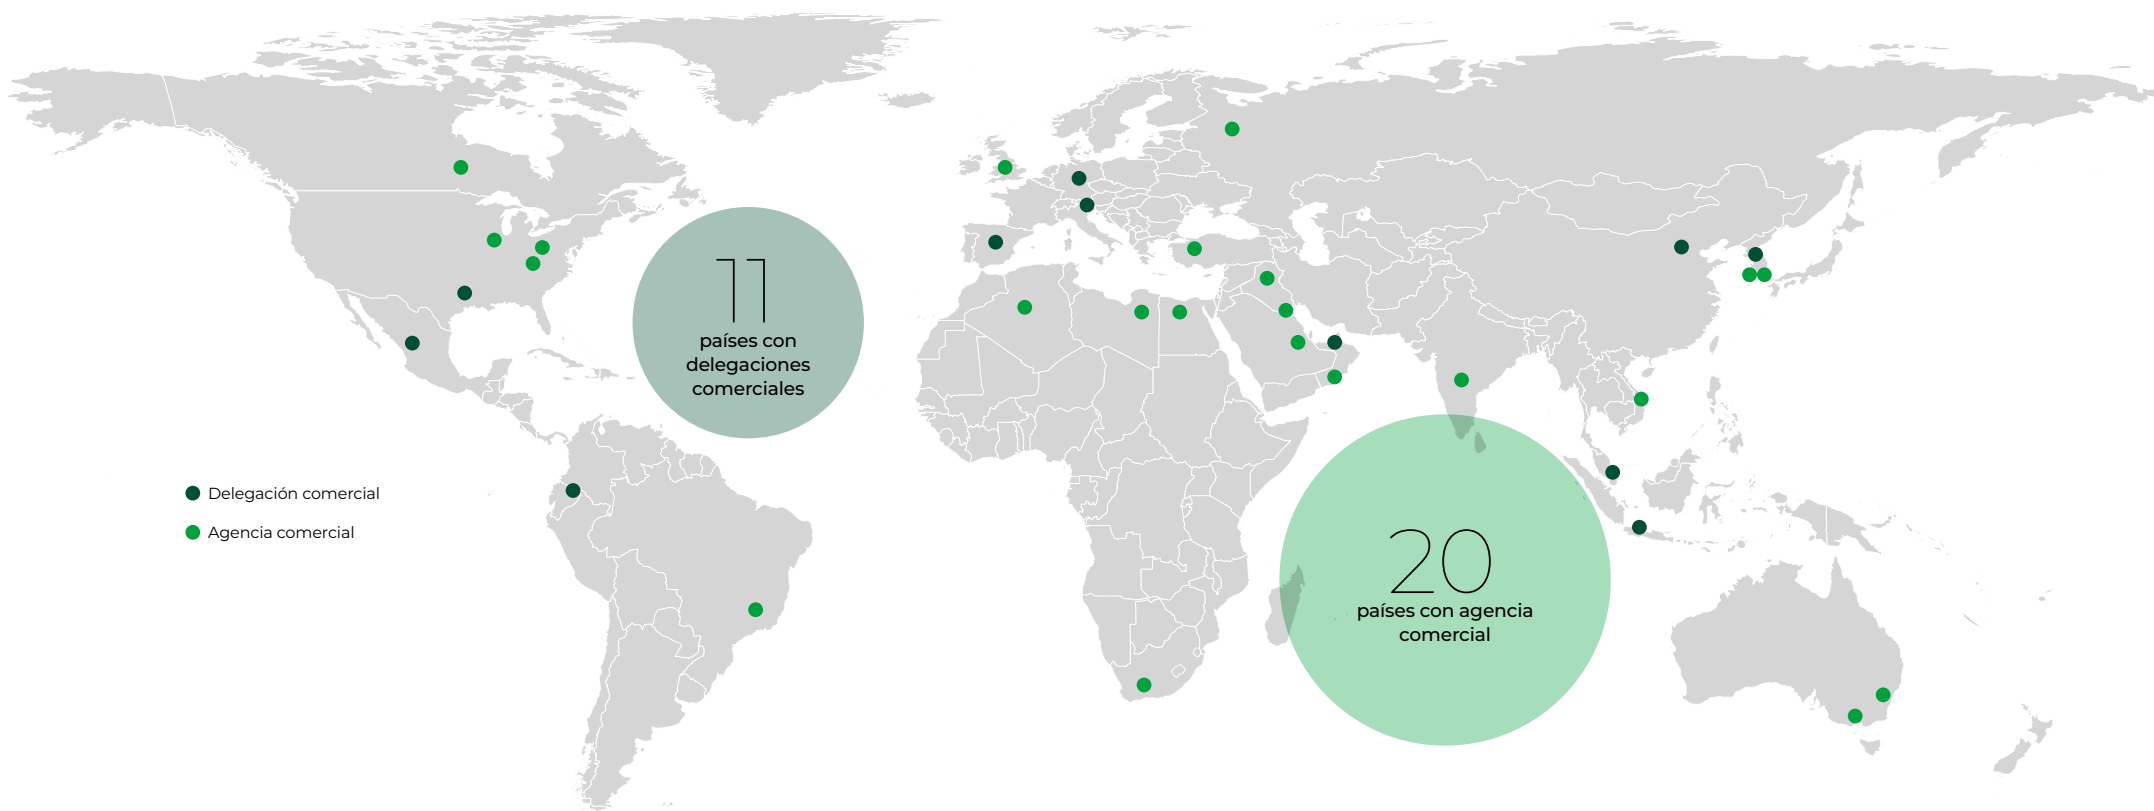 11
países con
delegaciones
comerciales
Delegación comercial
Agencia comercial
20
países con agencia
comercial